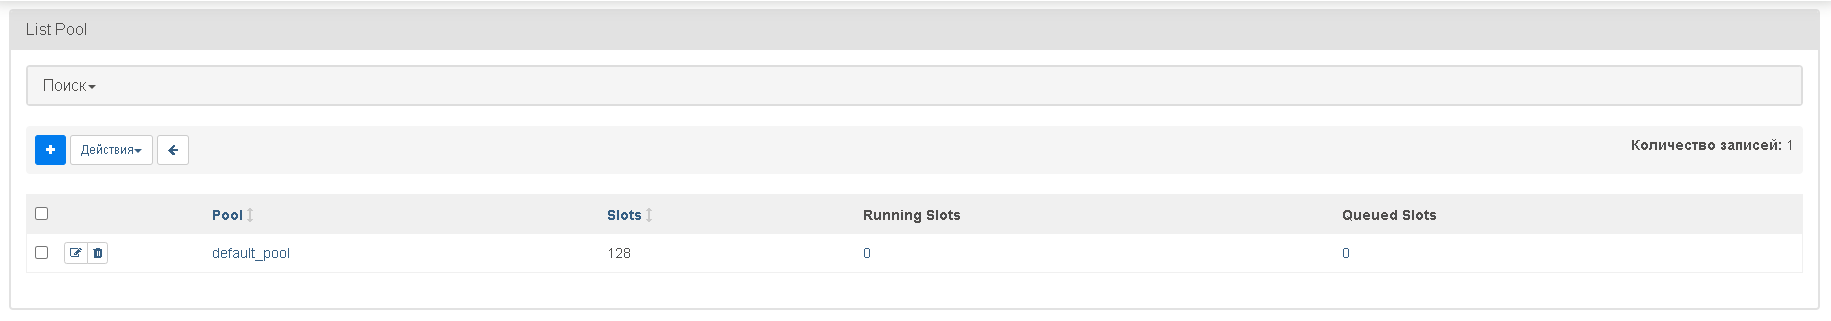 List Pool
Поиск
Действия
Количество записей: 1
Pool Slots Running Slots Queued Slots
default_pool 128 0 0